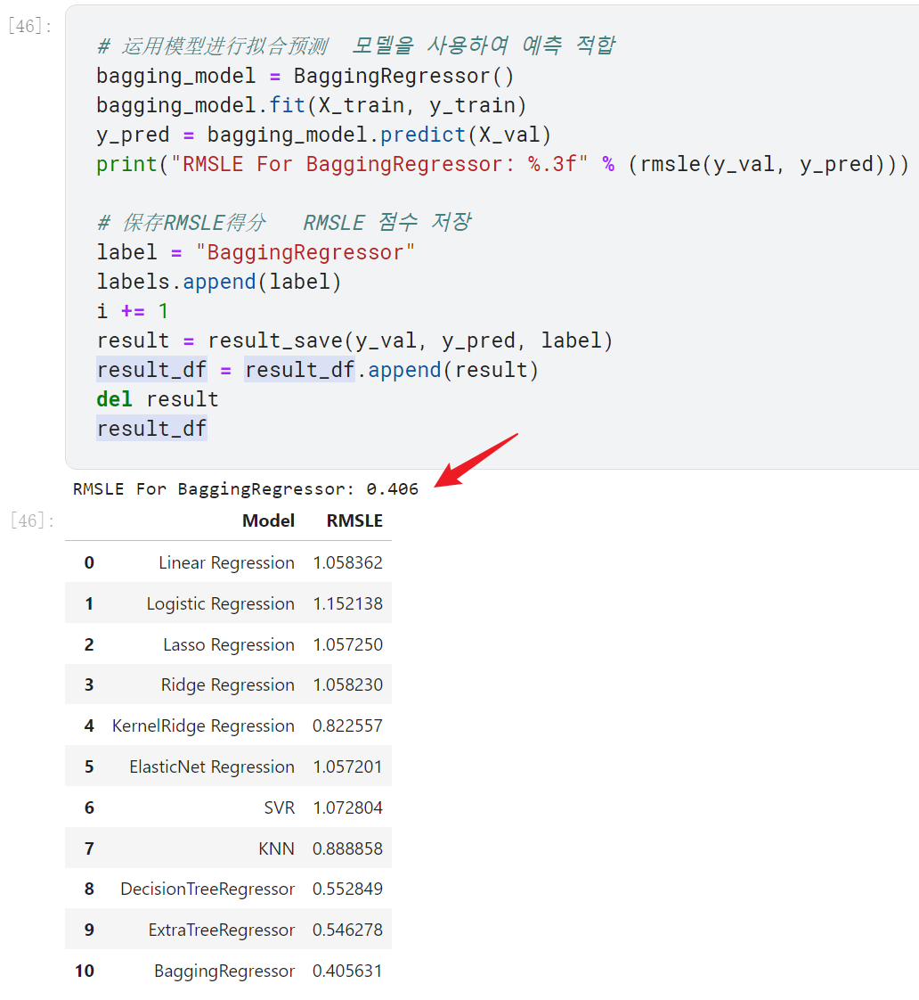 [46]:
# 运用模型进行拟合预测   모델을 사용하여 예측 적합
bagging_model = BaggingRegressor()
bagging_model.fit(X_train, y_train)
y_pred = bagging_model.predict(X_val)
print("RMSLE For BaggingRegressor: %.3f" % (rmsle(y_val, y_pred)))
# 保存RMSLE得分   RMSLE 점수 저장
label = "BaggingRegressor"
labels.append(label)
i += 1
result = result_save(y_val, y_pred, label)
result_df = result_df.append(result)
del result
result_df
RMSLE For BaggingRegressor: 0.406
[46]:
Model RMSLE
0 Linear Regression 1.058362
1 Logistic Regression 1.152138
2 Lasso Regression 1.057250
3 Ridge Regression 1.058230
4 KernelRidge Regression 0.822557
5 ElasticNet Regression 1.057201
6 SVR 1.072804
7 KNN 0.888858
8 DecisionTreeRegressor 0.552849
9 ExtraTreeRegressor 0.546278
10 BaggingRegressor 0.405631